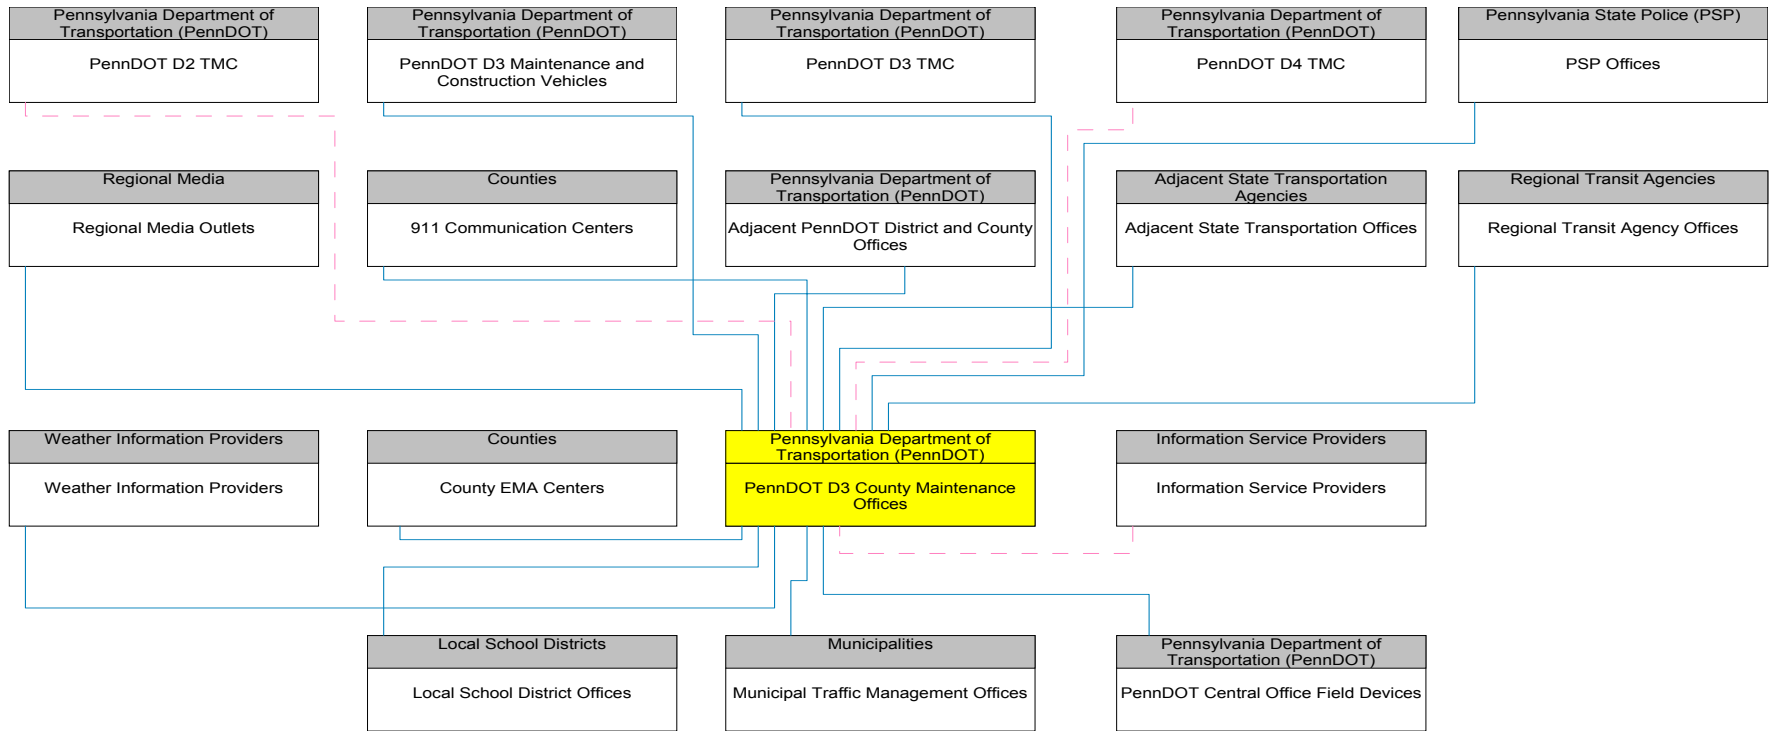 Pennsylvania Department of
Transportation (PennDOT)
PennDOT D2 TMC
Pennsylvania Department of
Transportation (PennDOT)
PennDOT D3 Maintenance and
Construction Vehicles
Pennsylvania Department of
Transportation (PennDOT)
PennDOT D3 TMC
Pennsylvania Department of
Transportation (PennDOT)
PennDOT D4 TMC
Pennsylvania State Police (PSP)
PSP Offices
Regional Media
Regional Media Outlets
Counties
911 Communication Centers
Pennsylvania Department of
Transportation (PennDOT)
Adjacent PennDOT District and County
Offices
Adjacent State Transportation
Agencies
Adjacent State Transportation Offices
Regional Transit Agencies
Regional Transit Agency Offices
Weather Information Providers
Weather Information Providers
Counties
County EMA Centers
Pennsylvania Department of
Transportation (PennDOT)
PennDOT D3 County Maintenance
Offices
Information Service Providers
Information Service Providers
Local School Districts
Local School District Offices
Municipalities
Municipal Traffic Management Offices
Pennsylvania Department of
Transportation (PennDOT)
PennDOT Central Office Field Devices